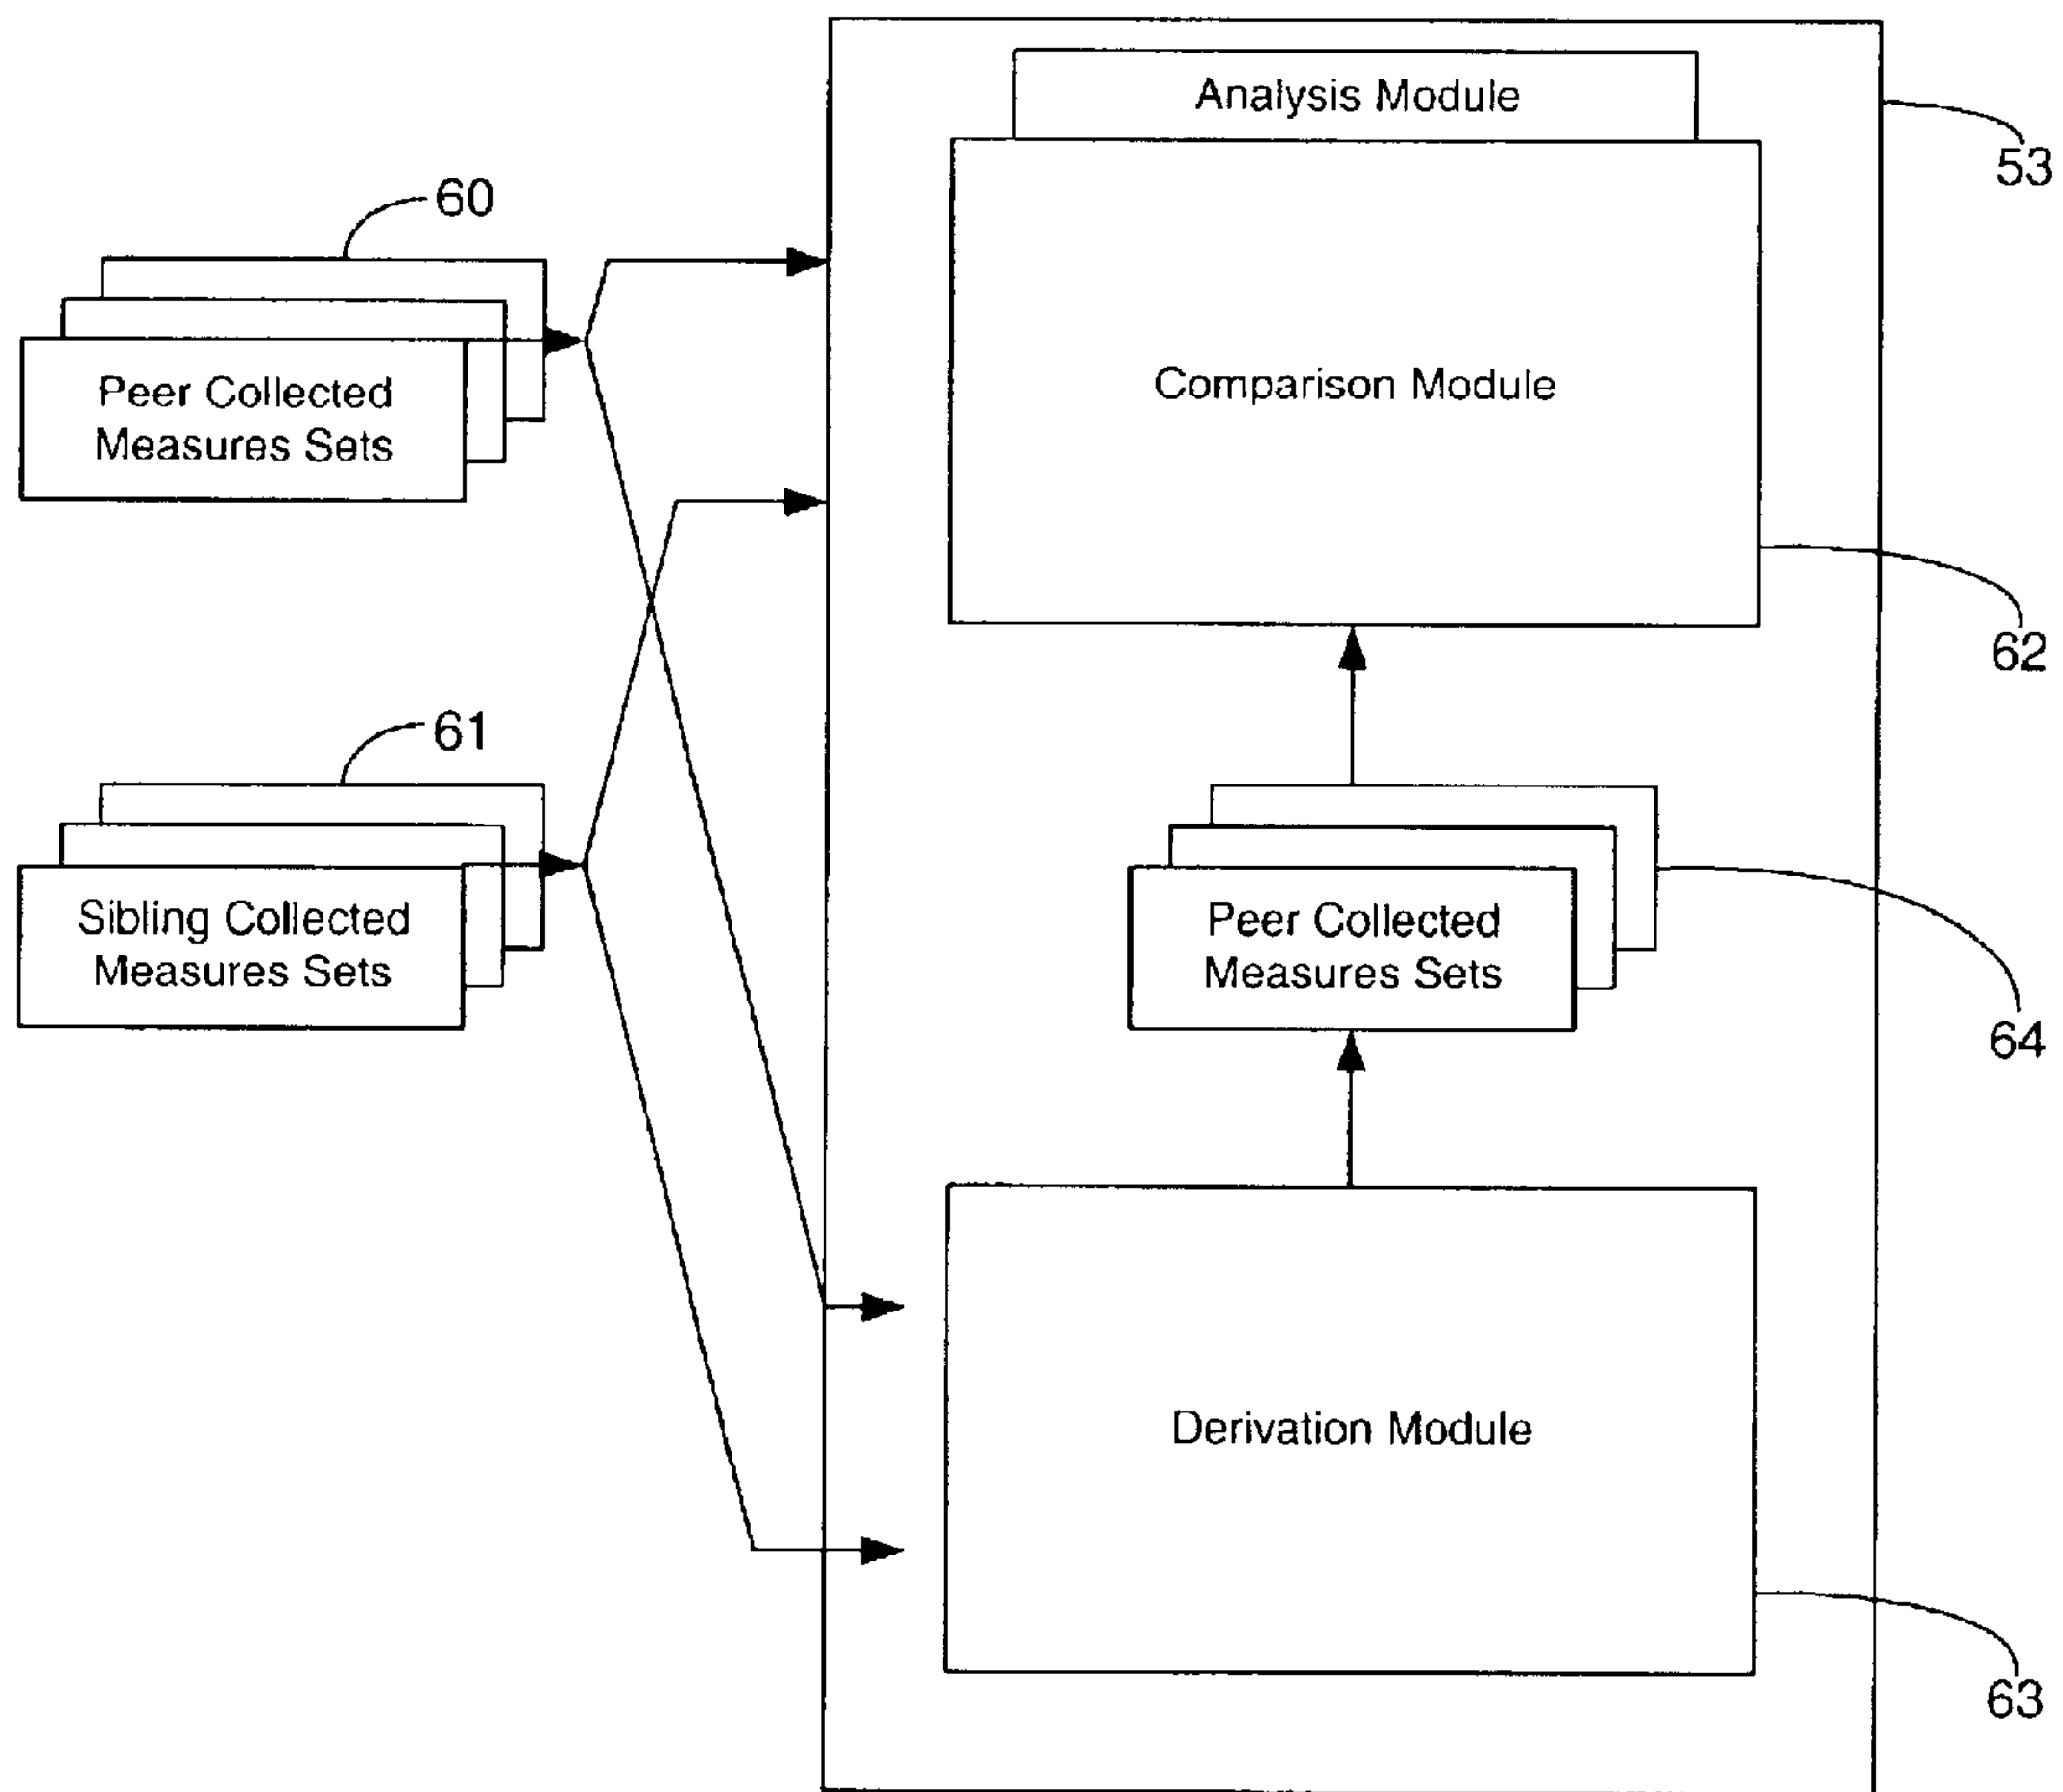 Analysis Module
53
60
Peer Collected
Measures Sets
Comparison Module
62
61
Sibling Collected
Measures Sets
Peer Collected
Measures Sets
64
Derivation Module
63